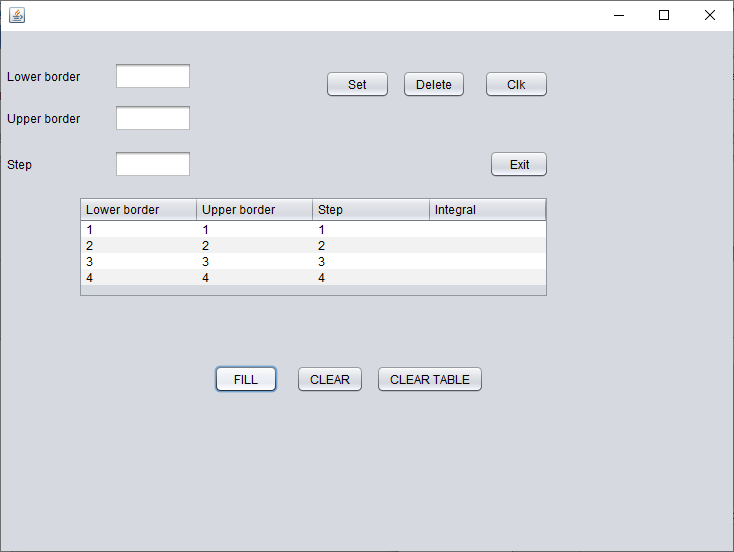 Lower border
Set Delete Clk
Upper border
Step
Exit
Lower border Upper border Step Integral
1 1 1
2 2 2
3 3 3
4 4 4
FILL CLEAR CLEAR TABLE